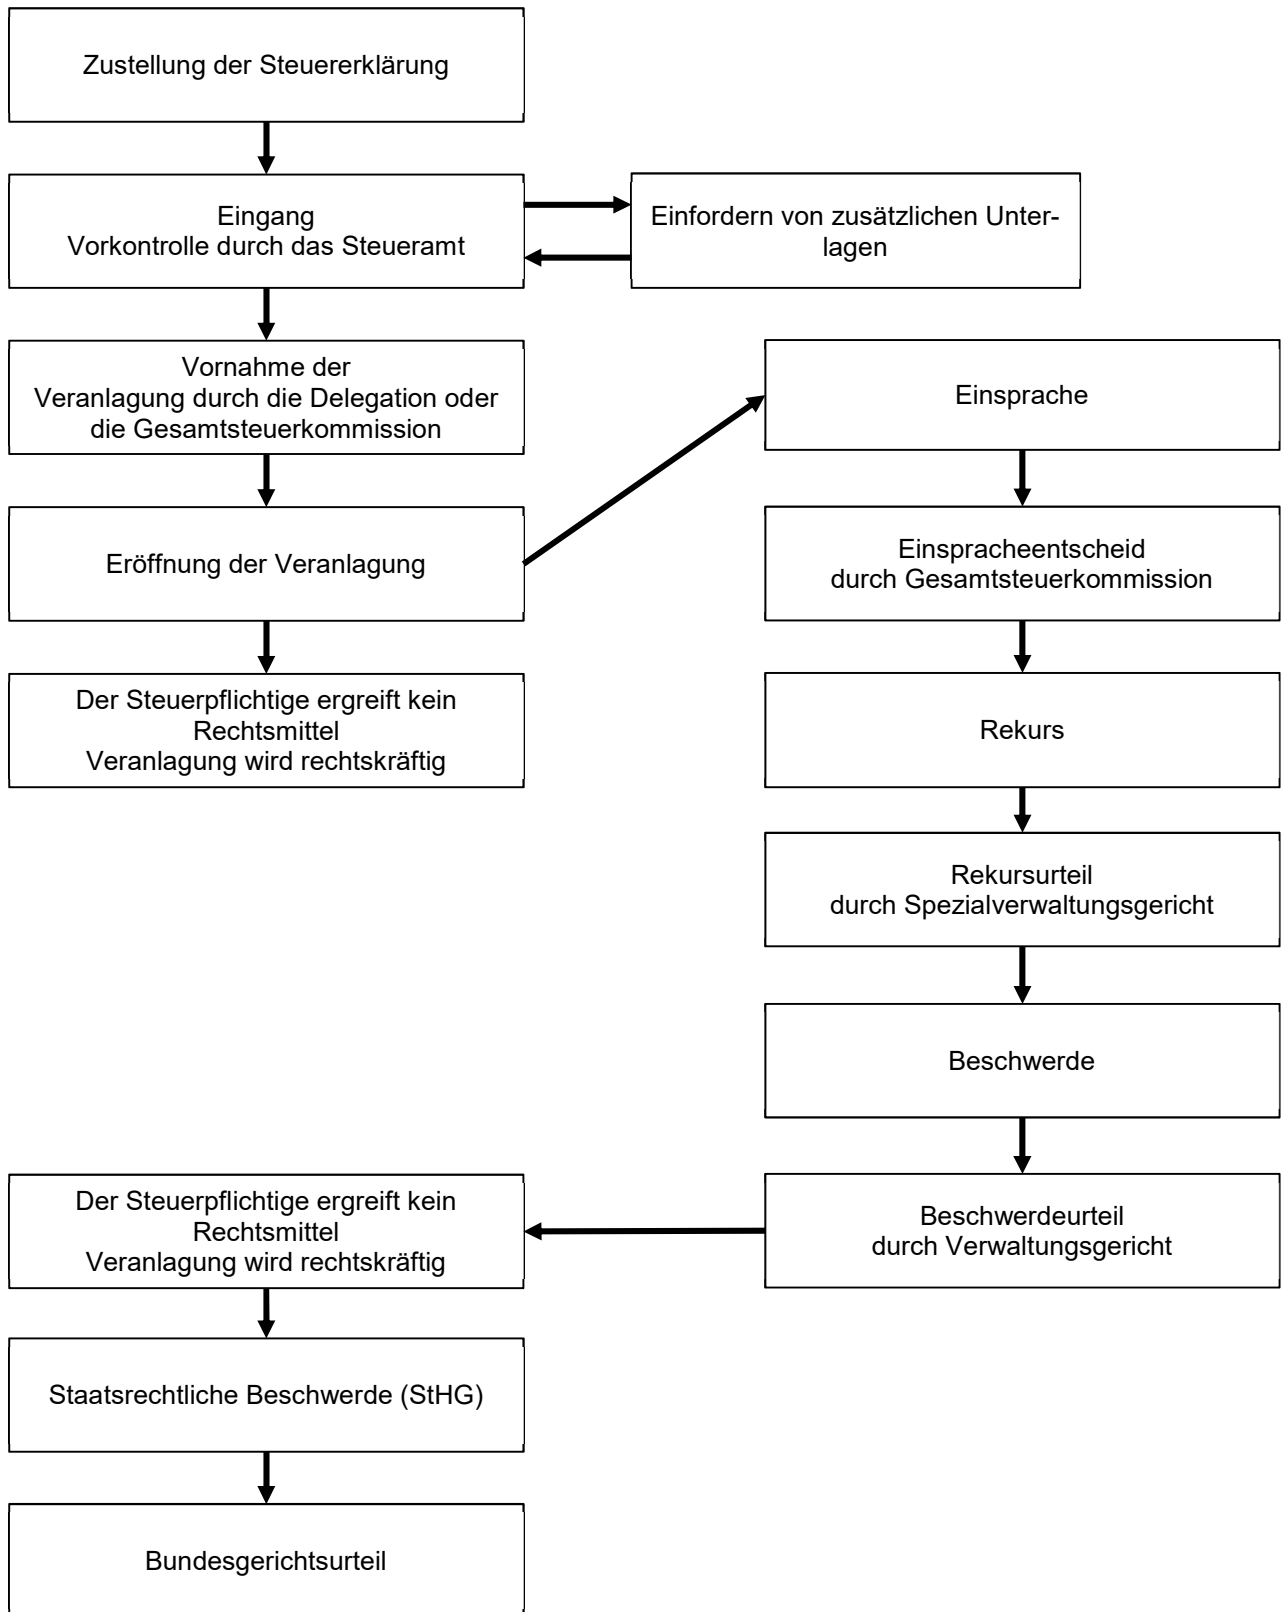 Zustellung der Steuererklärung
Eingang
Vorkontrolle durch das Steueramt
Einfordern von zusätzlichen Unter-
lagen
Vornahme der
Veranlagung durch die Delegation oder
die Gesamtsteuerkommission
Einsprache
Eröffnung der Veranlagung
Einspracheentscheid
durch Gesamtsteuerkommission
Der Steuerpflichtige ergreift kein
Rechtsmittel
Veranlagung wird rechtskräftig
Rekurs
Rekursurteil
durch Spezialverwaltungsgericht
Beschwerde
Beschwerdeurteil
durch Verwaltungsgericht
Der Steuerpflichtige ergreift kein
Rechtsmittel
Veranlagung wird rechtskräftig
Staatsrechtliche Beschwerde (StHG)
Bundesgerichtsurteil